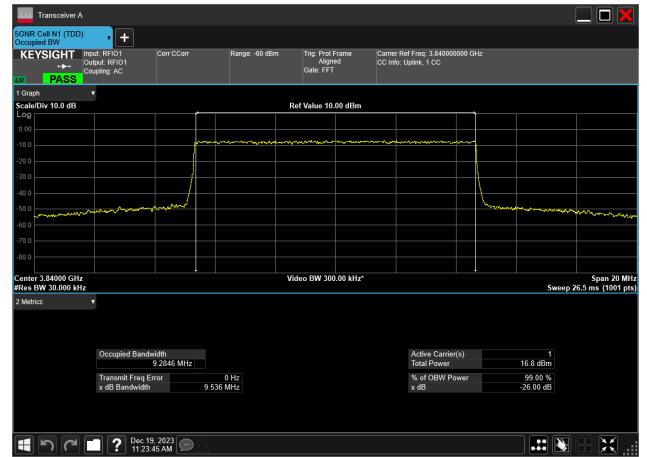 Transceiver A
5GNR Cell N1 (TDD)
Occupied BW
+
KEYSIGHT
LXI
PASS
Input: RFIO1
Output: RFIO1
Coupling: AC
Corr CCorr
Range: -60 dBm
Trig: Prot Frame
Aligned
Gate: FFT
Carrier Ref Freq: 3.840000000 GHz
CC Info: Uplink, 1 CC
1 Graph
Scale/Div 10.0 dB
Ref Value 10.00 dBm
Log
0.00
-10.0
-20.0
-30.0
-40.0
-50.0
-60.0
-70.0
-80.0
Center 3.84000 GHz
Video BW 300.00 kHz*
Span 20 MHz
#Res BW 30.000 kHz
Sweep 26.5 ms (1001 pts)
2 Metrics
Occupied Bandwidth
9.2846 MHz
Transmit Freq Error 0 Hz
x dB Bandwidth 9.536 MHz
Active Carrier(s) 1
Total Power 16.8 dBm
% of OBW Power 99.00 %
x dB -26.00 dB
?
Dec 19, 2023
11:23:45 AM